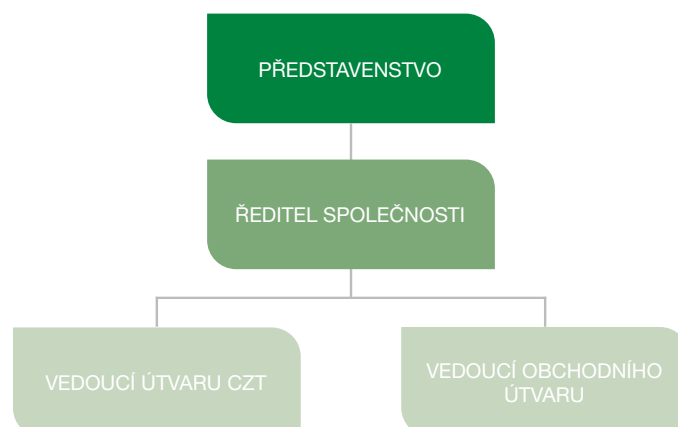 PŘEDSTAVENSTVO
ŘEDITEL SPOLEČNOSTI
VEDOUCÍ ÚTVARU CZT
VEDOUCÍ OBCHODNÍHO
ÚTVARU